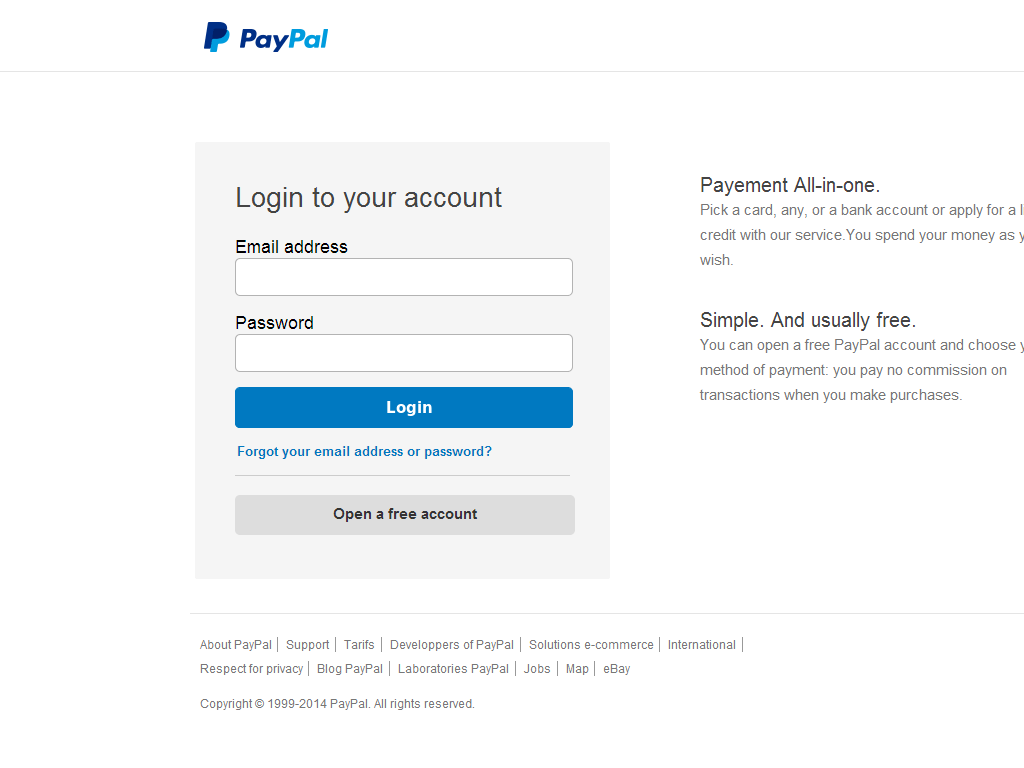 PayPal
Login to your account
Email address
Password
Login
Forgot your email address or password?
Open a free account
Payement All-in-one.
Pick a card, any, or a bank account or apply for a
credit with our service.You spend your money as
wish.
Simple. And usually free.
You can open a free PayPal account and choose
method of payment: you pay no commission on
transactions when you make purchases.
About PayPal | Support | Tarifs | Developpers of PayPal | Solutions e-commerce | International |
Respect for privacy | Blog PayPal | Laboratories PayPal | Jobs | Map | eBay
Copyright © 1999-2014 PayPal. All rights reserved.